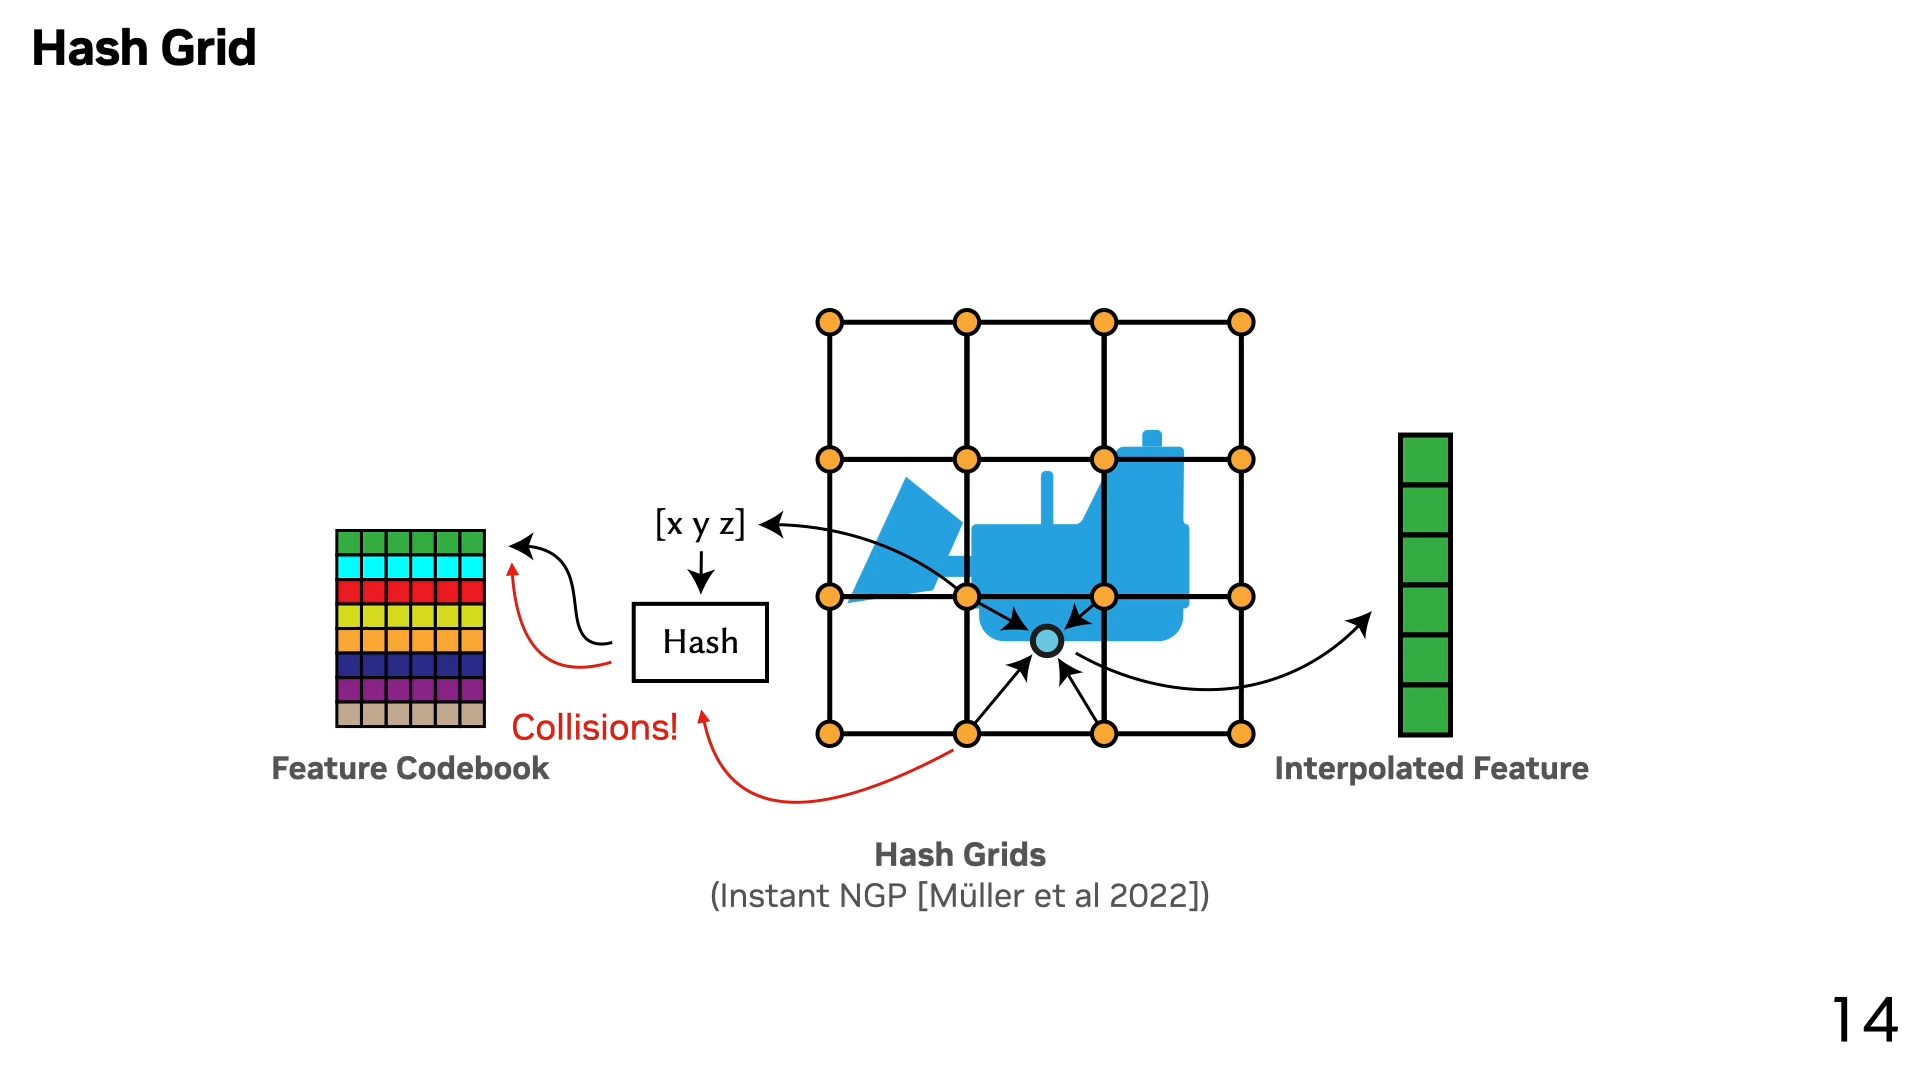 Hash Grid
[x y z]
Hash
Collisions!
Feature Codebook
Interpolated Feature
Hash Grids
(Instant NGP [Müller et al 2022])
14